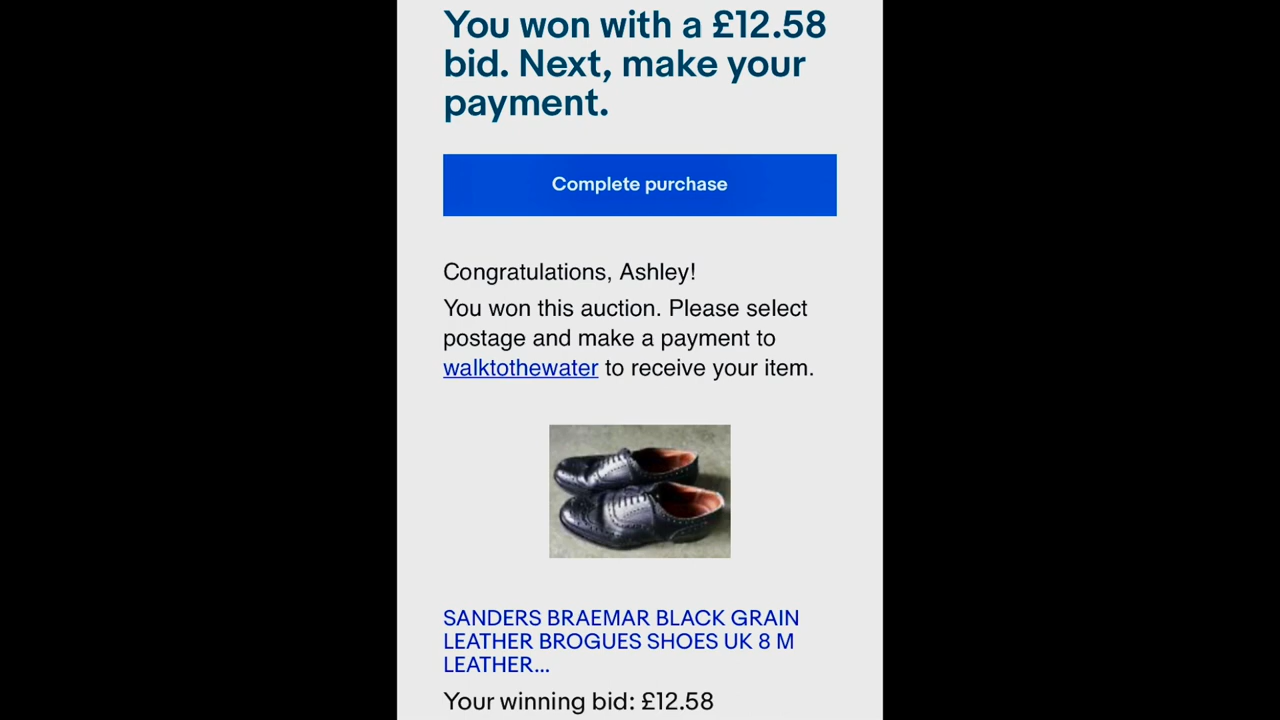 You won with a £12.58
bid. Next, make your
payment.
Complete purchase
Congratulations, Ashley!
You won this auction. Please select
postage and make a payment to
walktothewater to receive your item.
SANDERS BRAEMAR BLACK GRAIN
LEATHER BROGUES SHOES UK 8 M
LEATHER...
Your winning bid: £12.58